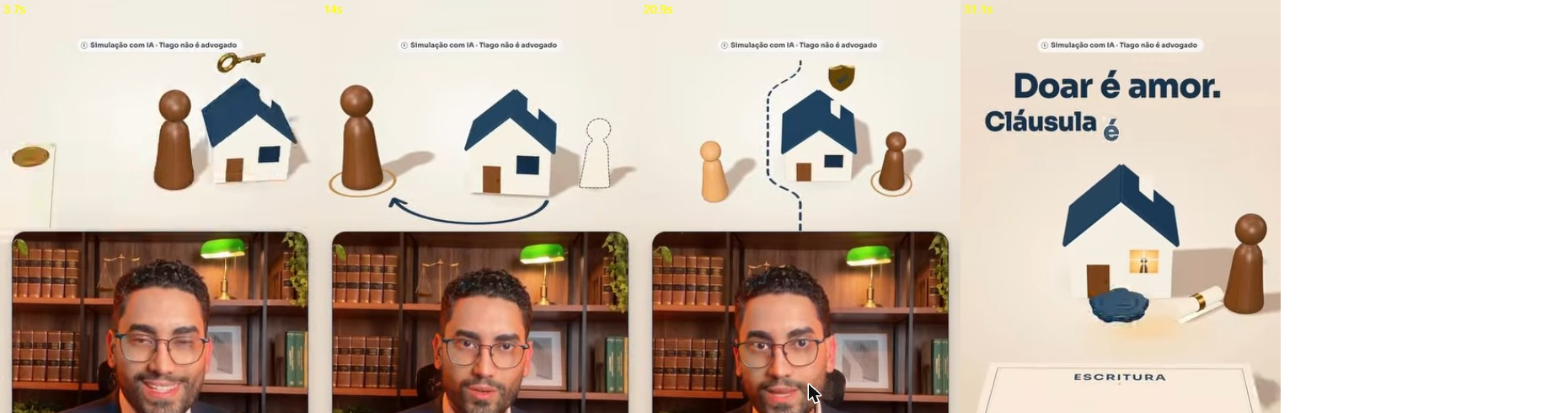 3.7s
14s
20.9s
31.1s
Simulação com IA · Tiago não é advogado
Simulação com IA · Tiago não é advogado
Simulação com IA · Tiago não é advogado
Simulação com IA · Tiago não é advogado
Doar é amor.
Cláusula é
ESCRITURA